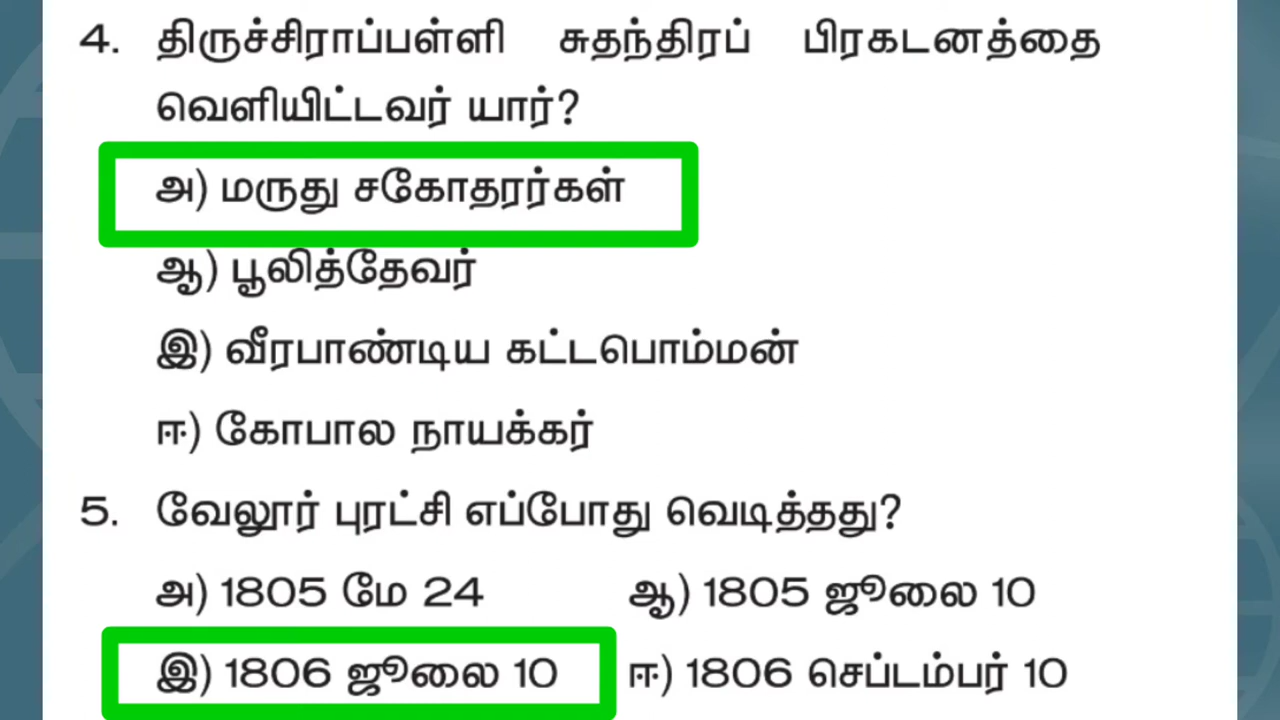 4. திருச்சிராப்பள்ளி சுதந்திரப் பிரகடனத்தை
வெளியிட்டவர் யார்?
அ) மருது சகோதரர்கள்
ஆ) பூலித்தேவர்
இ) வீரபாண்டிய கட்டபொம்மன்
ஈ) கோபால நாயக்கர்
5. வேலூர் புரட்சி எப்போது வெடித்தது?
அ) 1805 மே 24 ஆ) 1805 ஜூலை 10
இ) 1806 ஜூலை 10 ஈ) 1806 செப்டம்பர் 10